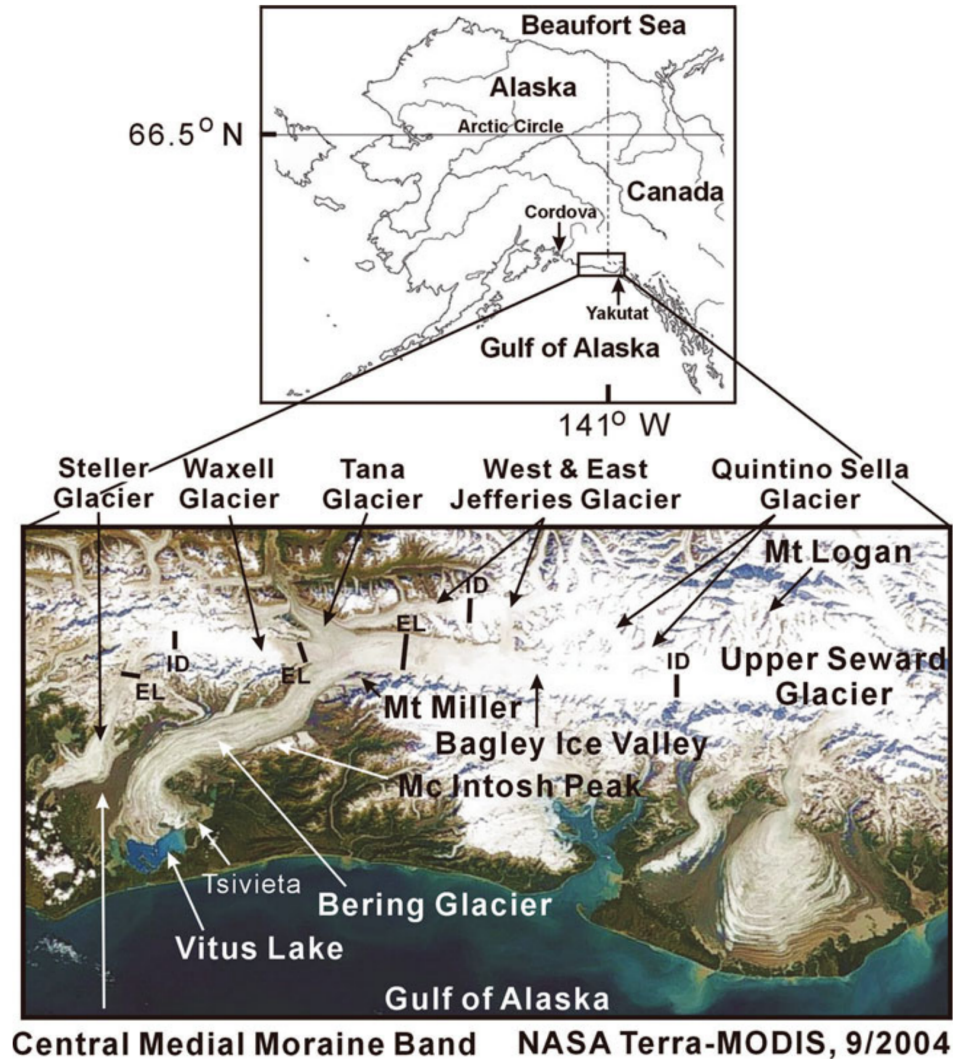 Beaufort Sea
Alaska
66.5° N
Arctic Circle
Canada
Cordova
Yakutat
Gulf of Alaska
141° W
Steller
Glacier
Waxell
Glacier
Tana
Glacier
West & East
Jefferies Glacier
Quintino Sella
Glacier
Mt Logan
ID
EL
ID
EL
EL
ID
Upper Seward
Glacier
Mt Miller
Bagley Ice Valley
Mc Intosh Peak
Tsivieta
Bering Glacier
Vitus Lake
Gulf of Alaska
Central Medial Moraine Band
NASA Terra-MODIS, 9/2004